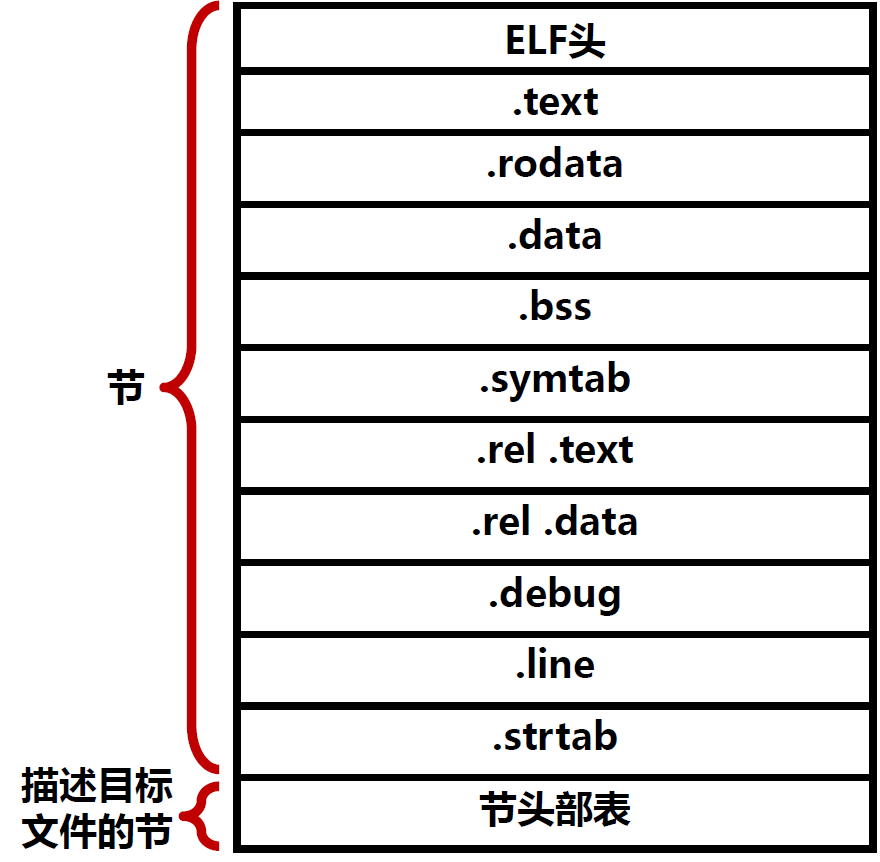 ELF头
.text
.rodata
.data
.bss
节
.symtab
.rel .text
.rel .data
.debug
.line
.strtab
描述目标
文件的节
节头部表